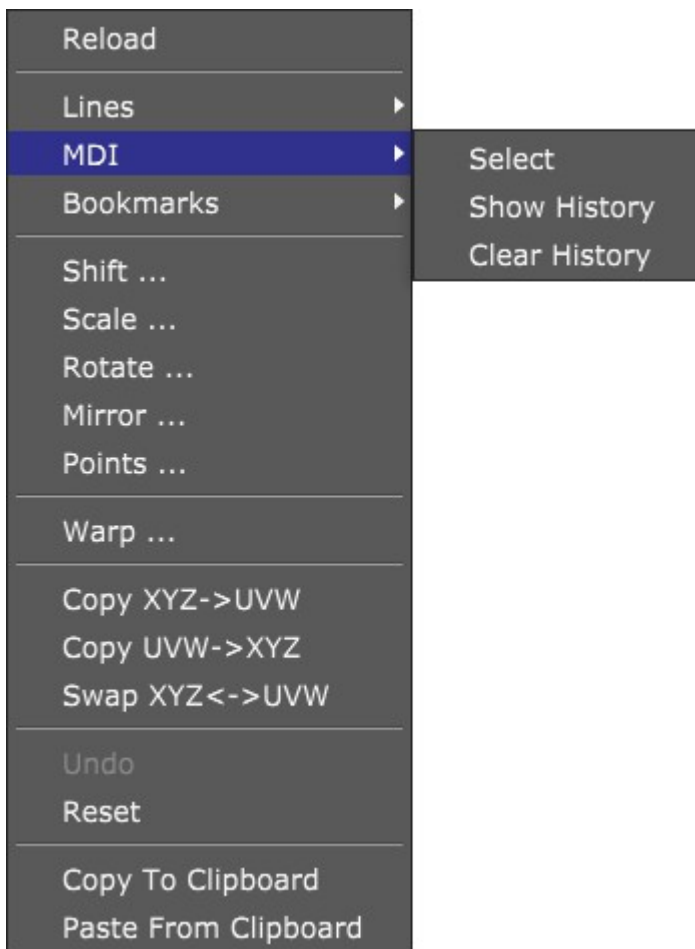 Reload
Lines
MDI
Bookmarks
Shift ...
Scale ...
Rotate ...
Mirror ...
Points ...
Warp ...
Copy XYZ->UVW
Copy UVW->XYZ
Swap XYZ<->UVW
Undo
Reset
Copy To Clipboard
Paste From Clipboard
Select
Show History
Clear History